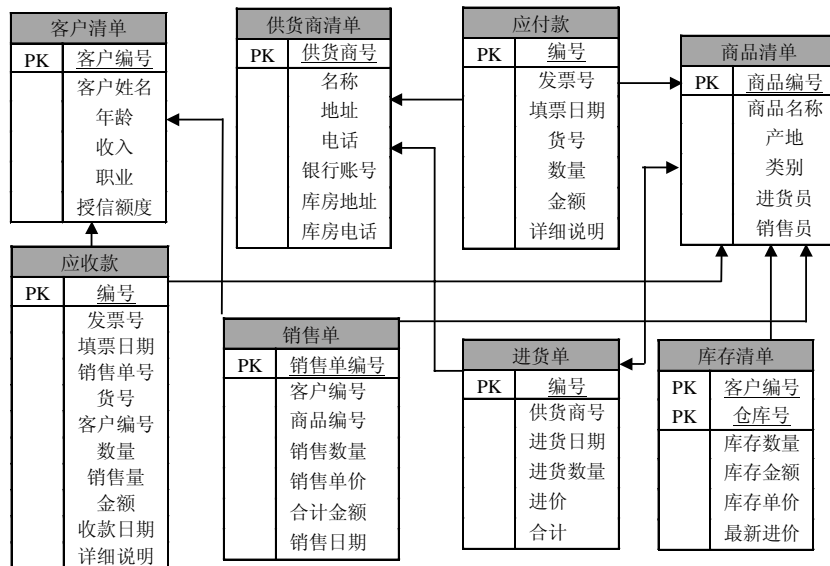 客户清单
PK 客户编号
客户姓名
年龄
收入
职业
授信额度
供货商清单
PK 供货商号
名称
地址
电话
银行账号
库房地址
库房电话
应付款
PK 编号
发票号
填票日期
货号
数量
金额
详细说明
商品清单
PK 商品编号
商品名称
产地
类别
进货员
销售员
应收款
PK 编号
发票号
填票日期
销售单号
货号
客户编号
数量
销售量
金额
收款日期
详细说明
销售单
PK 销售单编号
客户编号
商品编号
销售数量
销售单价
合计金额
销售日期
进货单
PK 编号
供货商号
进货日期
进货数量
进价
合计
库存清单
PK 客户编号
PK 仓库号
库存数量
库存金额
库存单价
最新进价